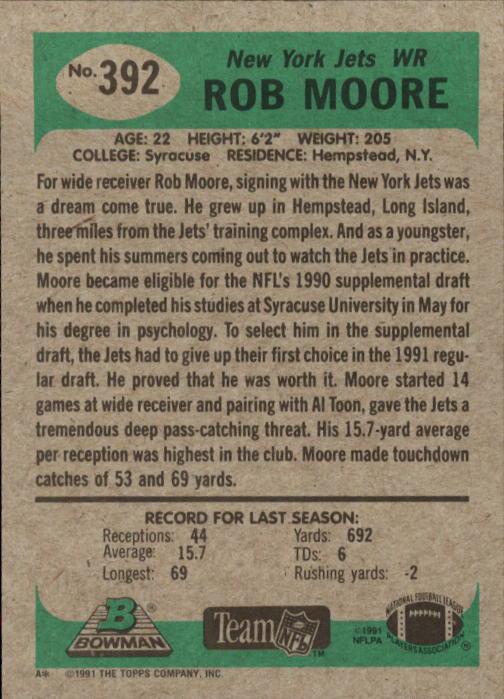 No. 392
New York Jets WR
ROB MOORE
AGE: 22 HEIGHT: 6'2" WEIGHT: 205
COLLEGE: Syracuse RESIDENCE: Hempstead, N.Y.
For wide receiver Rob Moore, signing with the New York Jets was
a dream come true. He grew up in Hempstead, Long Island,
three miles from the Jets' training complex. And as a youngster,
he spent his summers coming out to watch the Jets in practice.
Moore became eligible for the NFL's 1990 supplemental draft
when he completed his studies at Syracuse University in May for
his degree in psychology. To select him in the supplemental
draft, the Jets had to give up their first choice in the 1991 regu-
lar draft. He proved that he was worth it. Moore started 14
games at wide receiver and pairing with Al Toon, gave the Jets a
tremendous deep pass-catching threat. His 15.7-yard average
per reception was highest in the club. Moore made touchdown
catches of 53 and 69 yards.
RECORD FOR LAST SEASON:
Receptions: 44 Yards: 692
Average: 15.7 TDs: 6
Longest: 69 Rushing yards: -2
B®
BOWMAN
Team NFL™
©1991
NFLPA
NATIONAL FOOTBALL LEAGUE
PLAYERS ASSOCIATION
A* ©1991 THE TOPPS COMPANY, INC.